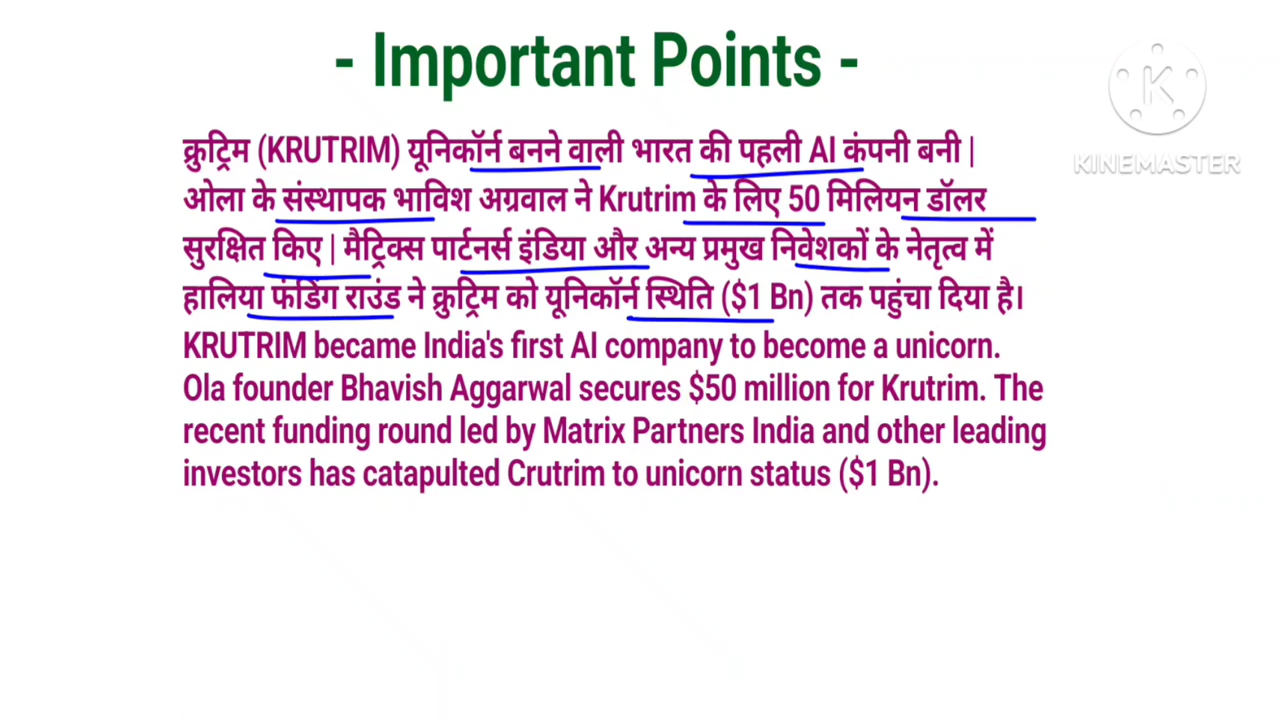 - Important Points -
K
KINEMASTER
क्रुट्रिम (KRUTRIM) यूनिकॉर्न बनने वाली भारत की पहली AI कंपनी बनी |
ओला के संस्थापक भाविश अग्रवाल ने Krutrim के लिए 50 मिलियन डॉलर
सुरक्षित किए | मैट्रिक्स पार्टनर्स इंडिया और अन्य प्रमुख निवेशकों के नेतृत्व में
हालिया फंडिंग राउंड ने क्रुट्रिम को यूनिकॉर्न स्थिति ($1 Bn) तक पहुंचा दिया है।
KRUTRIM became India's first AI company to become a unicorn.
Ola founder Bhavish Aggarwal secures $50 million for Krutrim. The
recent funding round led by Matrix Partners India and other leading
investors has catapulted Crutrim to unicorn status ($1 Bn).